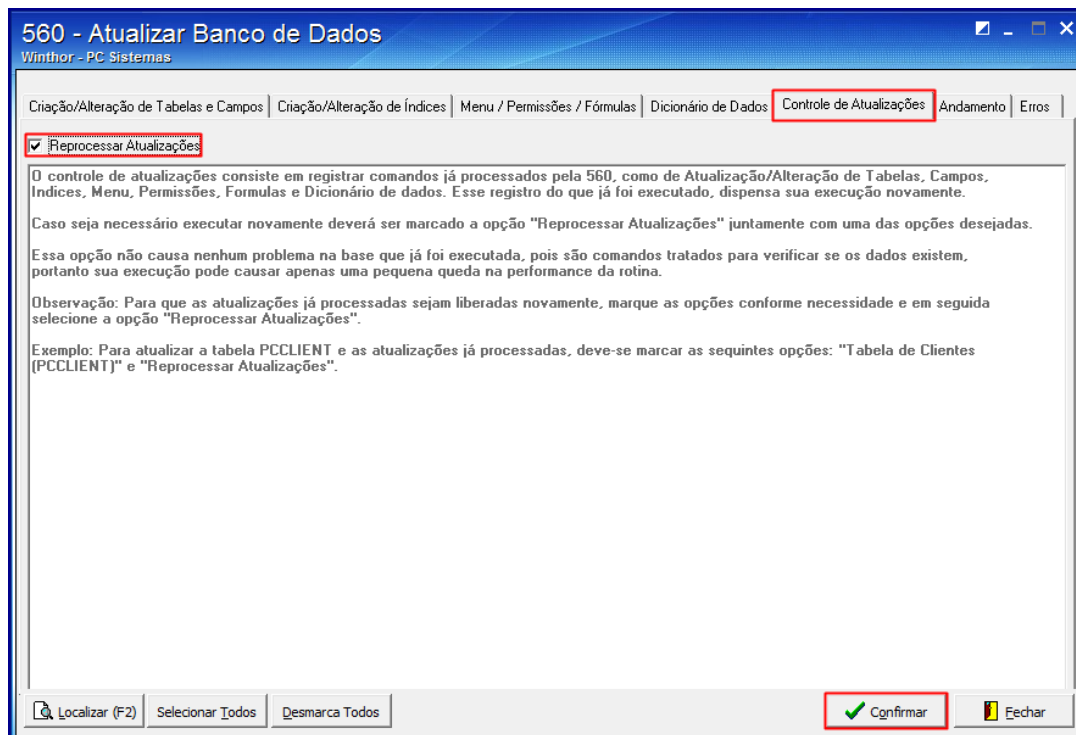 560 - Atualizar Banco de Dados
Winthor - PC Sistemas
Criação/Alteração de Tabelas e Campos Criação/Alteração de Índices Menu / Permissões / Fórmulas Dicionário de Dados Controle de Atualizações Andamento Erros
Reprocessar Atualizações
O controle de atualizações consiste em registrar comandos já processados pela 560, como de Atualização/Alteração de Tabelas, Campos,
Indices, Menu, Permissões, Formulas e Dicionário de dados. Esse registro do que já foi executado, dispensa sua execução novamente.
Caso seja necessário executar novamente deverá ser marcado a opção "Reprocessar Atualizações" juntamente com uma das opções desejadas.
Essa opção não causa nenhum problema na base que já foi executada, pois são comandos tratados para verificar se os dados existem,
portanto sua execução pode causar apenas uma pequena queda na performance da rotina.
Observação: Para que as atualizações já processadas sejam liberadas novamente, marque as opções conforme necessidade e em seguida
selecione a opção "Reprocessar Atualizações".
Exemplo: Para atualizar a tabela PCCLIENT e as atualizações já processadas, deve-se marcar as sequintes opções: "Tabela de Clientes
(PCCLIENT)" e "Reprocessar Atualizações".
Localizar (F2) Selecionar Todos Desmarca Todos Confirmar Fechar